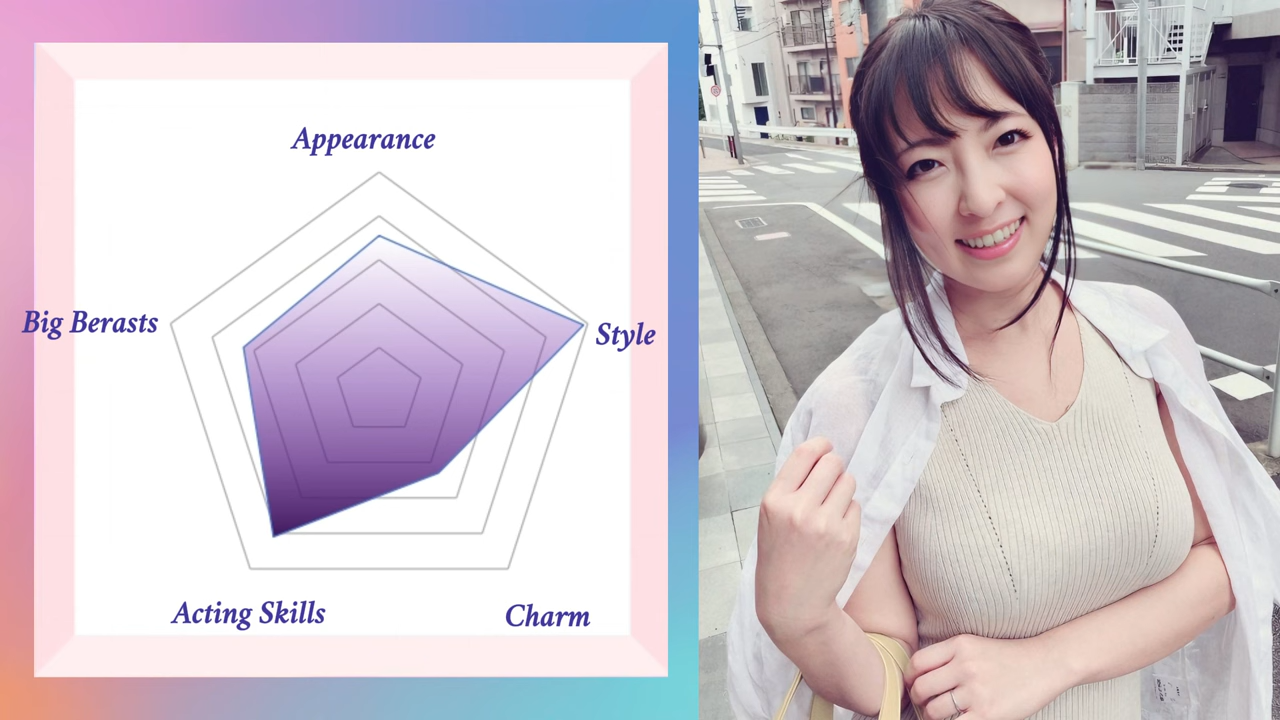 Appearance
Big Berasts
Style
Acting Skills
Charm